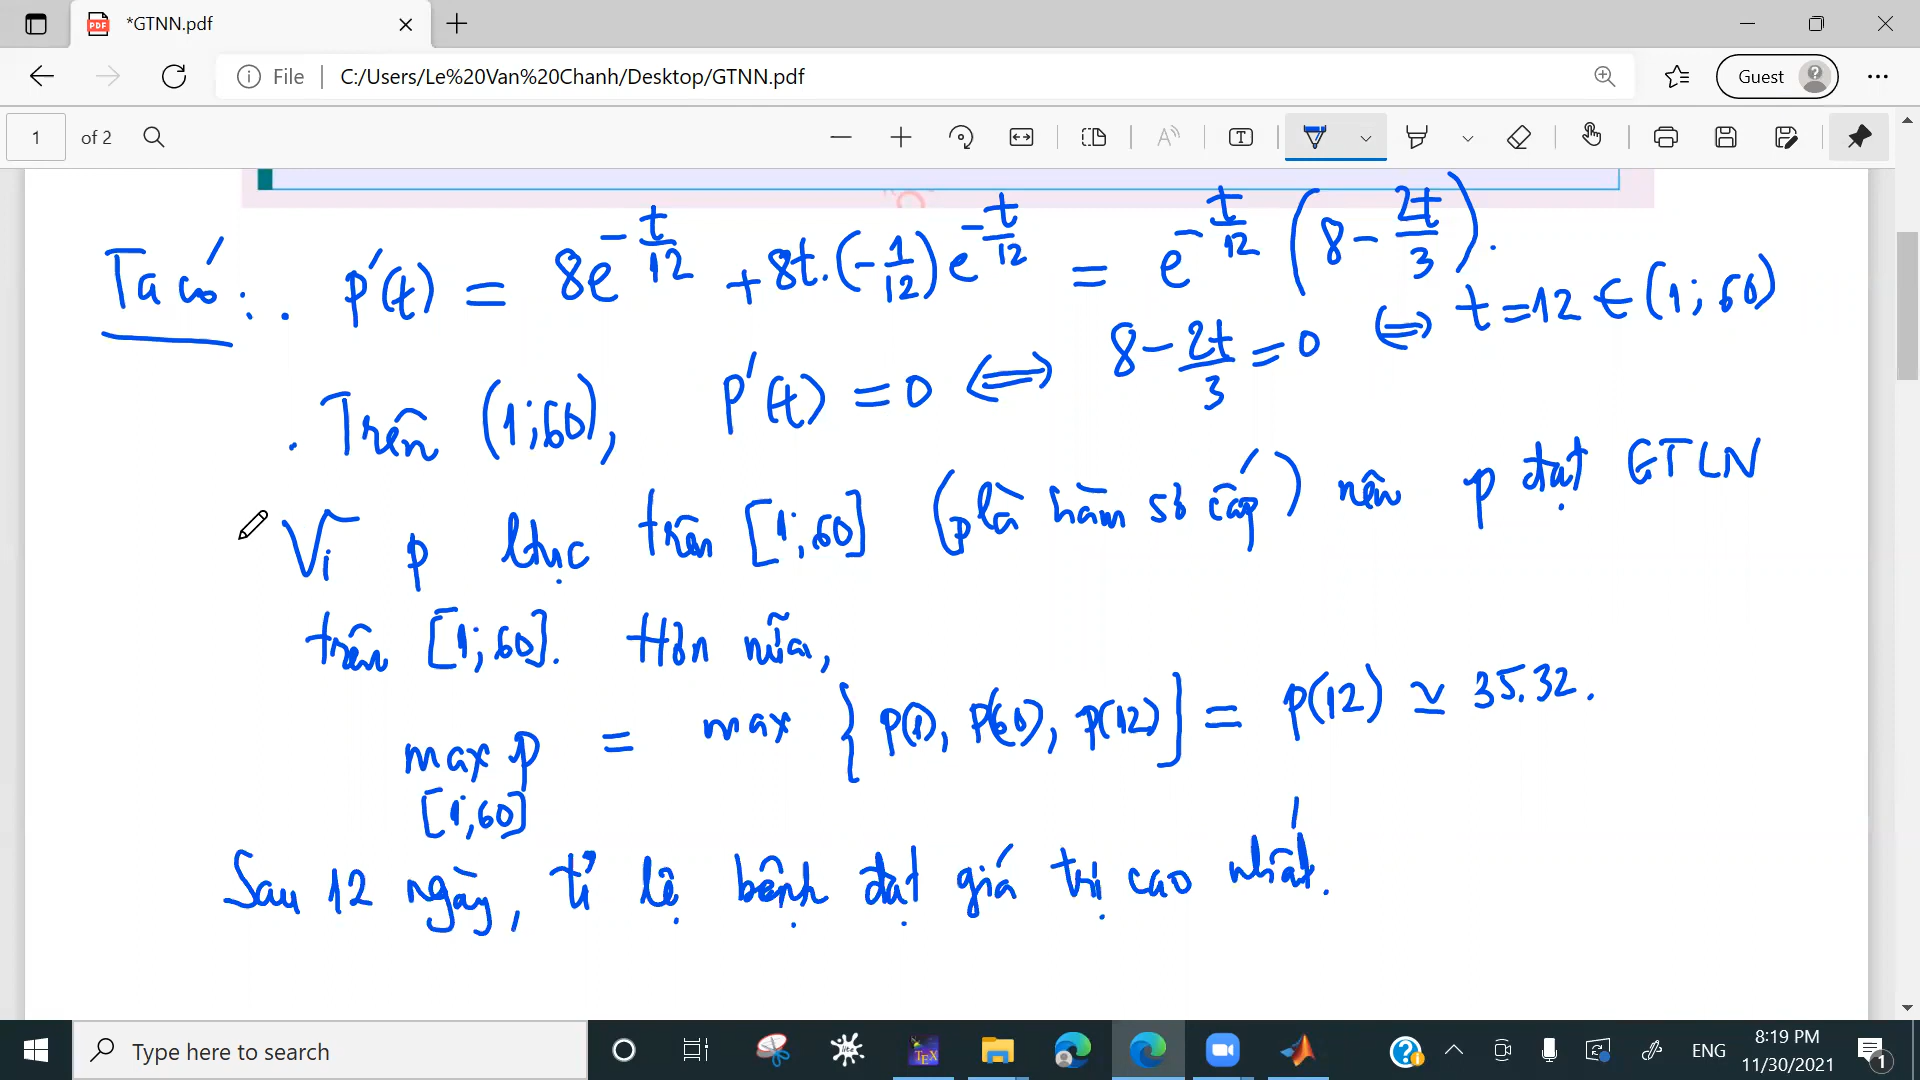 *GTNN.pdf
File C:/Users/Le%20Van%20Chanh/Desktop/GTNN.pdf Guest
1 of 2
Ta có: . p'(t) = 8e^{-t/12} + 8t.(-1/12)e^{-t/12} = e^{-t/12}(8 - 2t/3).
. Trên (1;60), p'(t) = 0 ⟺ 8 - 2t/3 = 0 ⟺ t = 12 ∈ (1; 60)
Vì p ltục trên [1;60] (p là hàm số cấp) nên p đạt GTLN
trên [1;60]. Hơn nữa,
max p = max {p(1), p(60), p(12)} = p(12) ≃ 35.32.
[1;60]
Sau 12 ngày, tỉ lệ bệnh đạt giá trị cao nhất.
Type here to search ENG 8:19 PM
11/30/2021 1